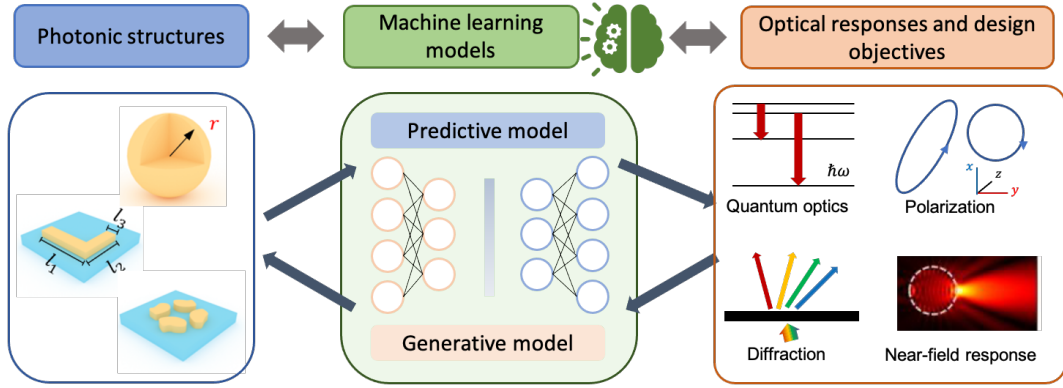 Photonic structures
Machine learning
models
Optical responses and design
objectives
r
l₃
l₁
l₂
Predictive model
Generative model
ħω
Quantum optics
x
z
y
Polarization
Diffraction
Near-field response